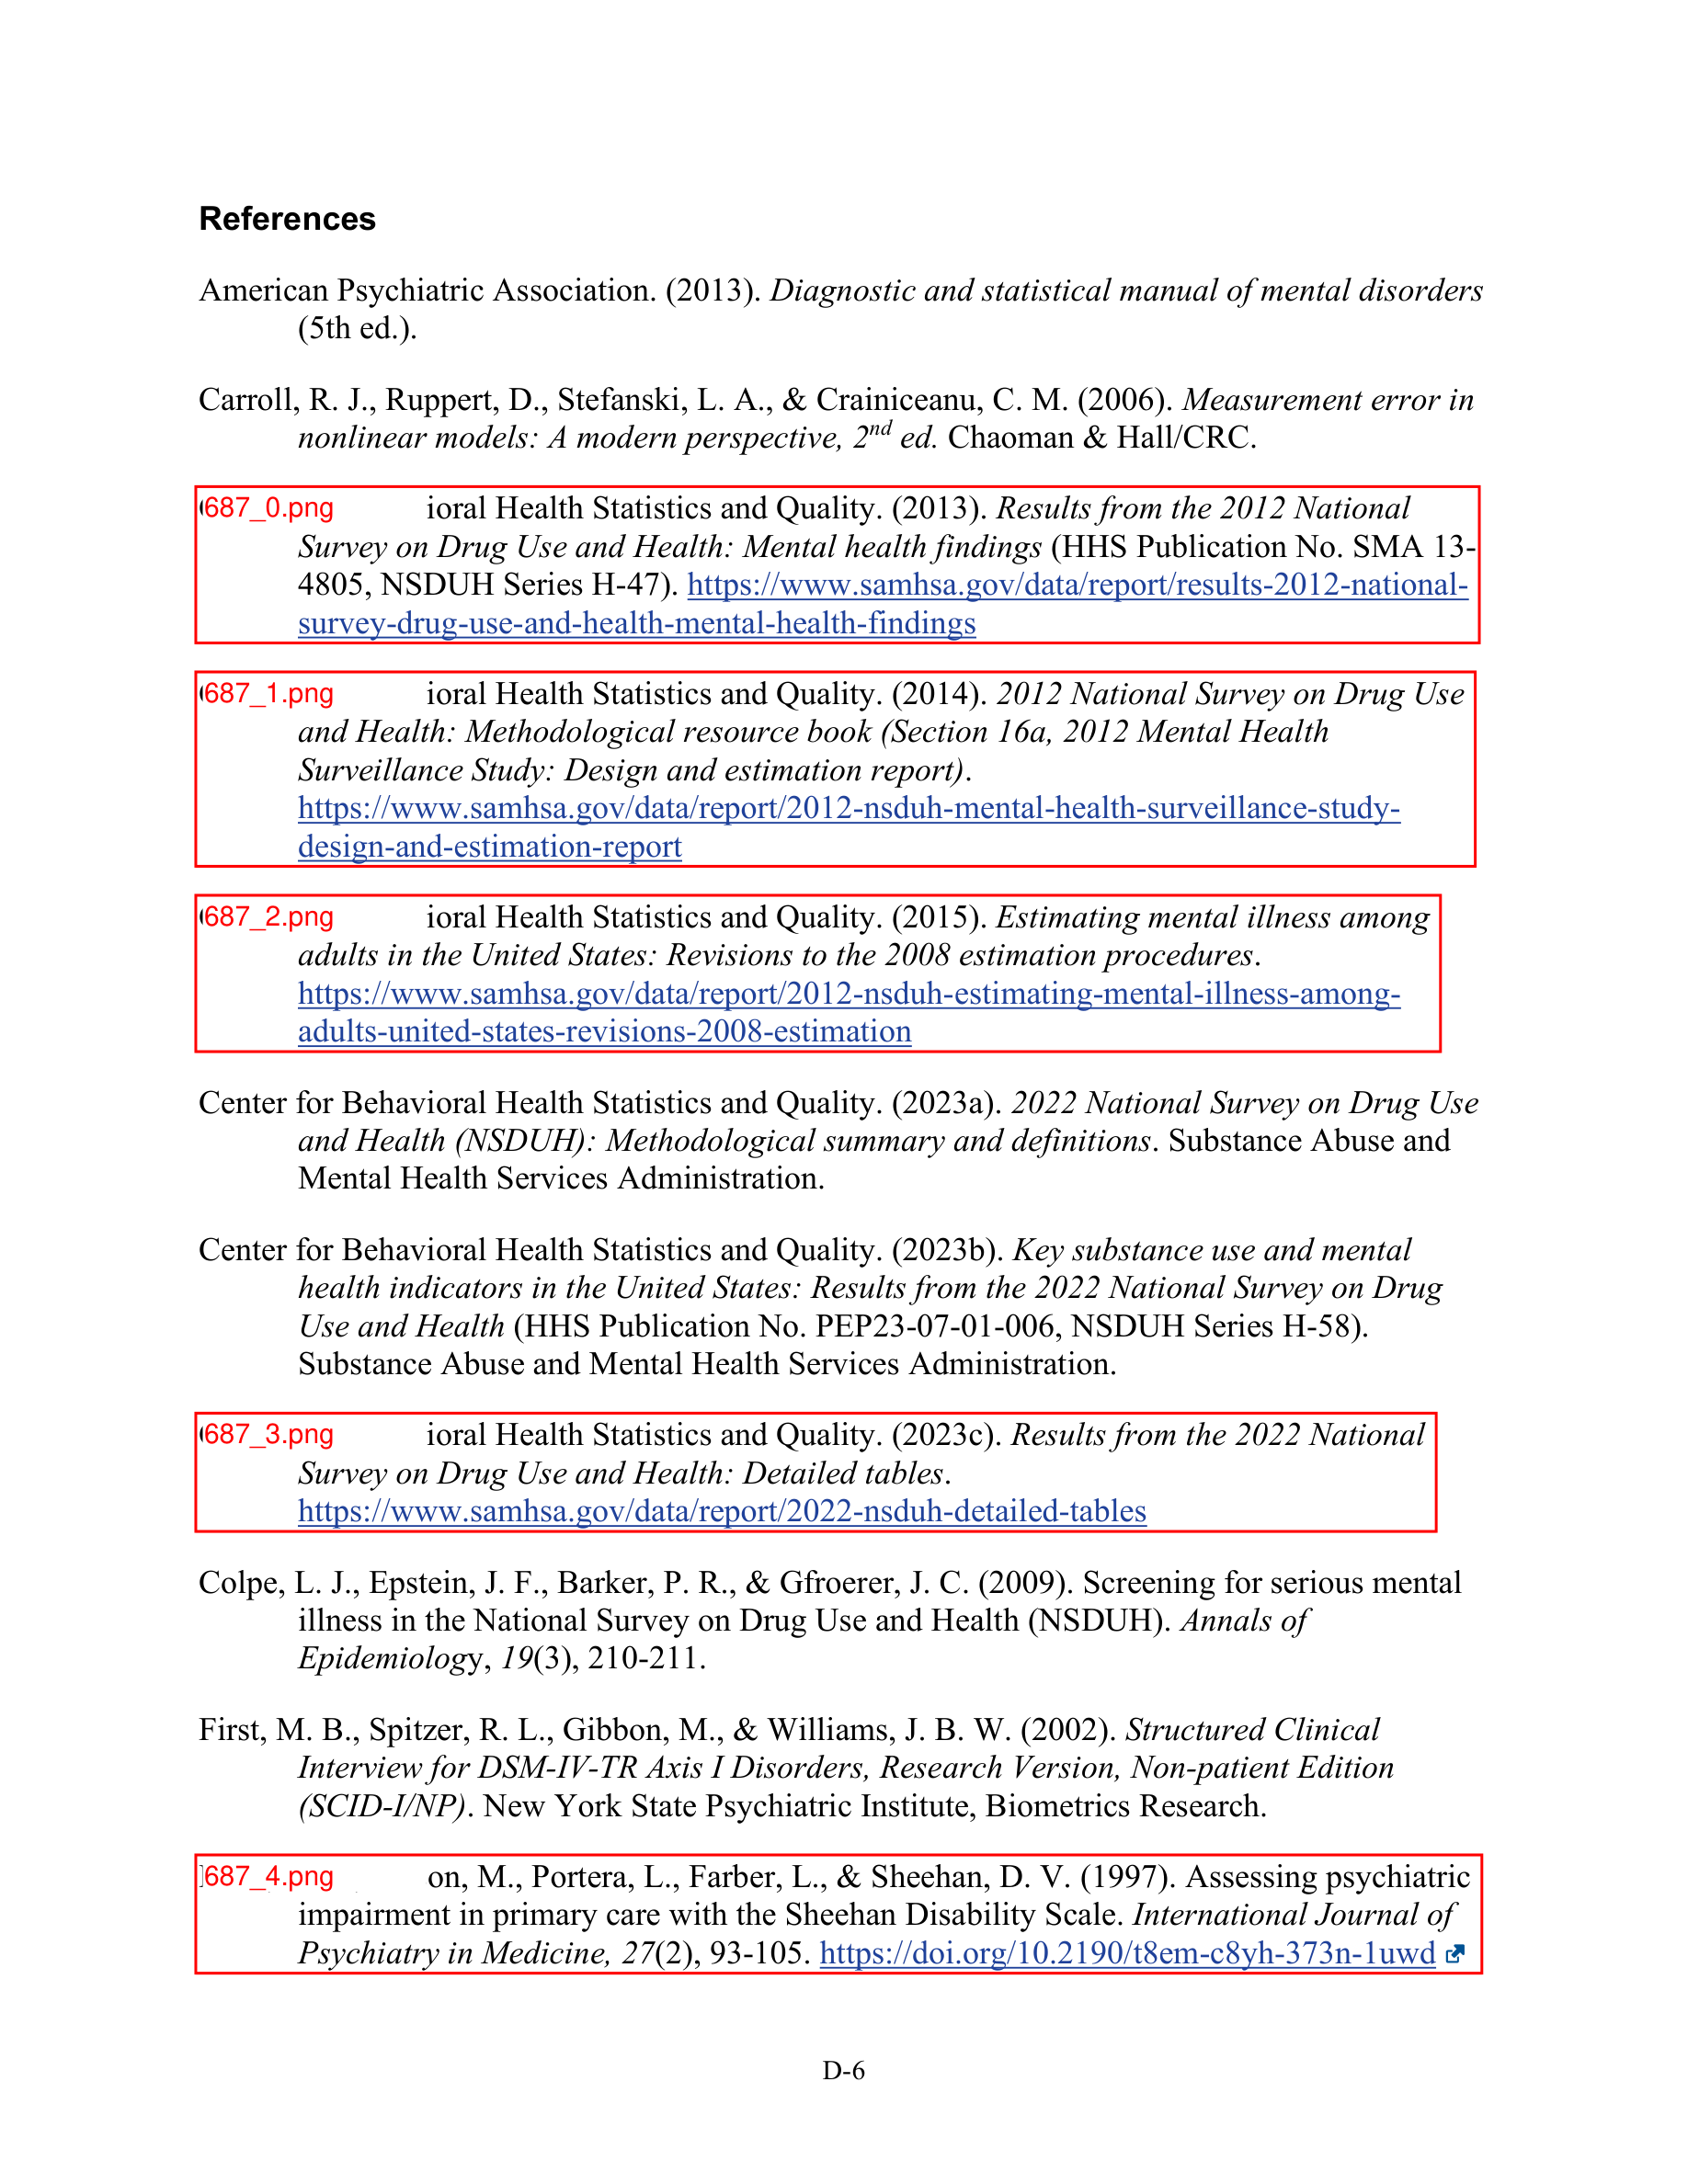 References
American Psychiatric Association. (2013). Diagnostic and statistical manual of mental disorders
(5th ed.).
Carroll, R. J., Ruppert, D., Stefanski, L. A., & Crainiceanu, C. M. (2006). Measurement error in
nonlinear models: A modern perspective, 2nd ed. Chaoman & Hall/CRC.
687_0.png ioral Health Statistics and Quality. (2013). Results from the 2012 National
Survey on Drug Use and Health: Mental health findings (HHS Publication No. SMA 13-
4805, NSDUH Series H-47). https://www.samhsa.gov/data/report/results-2012-national-
survey-drug-use-and-health-mental-health-findings
687_1.png ioral Health Statistics and Quality. (2014). 2012 National Survey on Drug Use
and Health: Methodological resource book (Section 16a, 2012 Mental Health
Surveillance Study: Design and estimation report).
https://www.samhsa.gov/data/report/2012-nsduh-mental-health-surveillance-study-
design-and-estimation-report
687_2.png ioral Health Statistics and Quality. (2015). Estimating mental illness among
adults in the United States: Revisions to the 2008 estimation procedures.
https://www.samhsa.gov/data/report/2012-nsduh-estimating-mental-illness-among-
adults-united-states-revisions-2008-estimation
Center for Behavioral Health Statistics and Quality. (2023a). 2022 National Survey on Drug Use
and Health (NSDUH): Methodological summary and definitions. Substance Abuse and
Mental Health Services Administration.
Center for Behavioral Health Statistics and Quality. (2023b). Key substance use and mental
health indicators in the United States: Results from the 2022 National Survey on Drug
Use and Health (HHS Publication No. PEP23-07-01-006, NSDUH Series H-58).
Substance Abuse and Mental Health Services Administration.
687_3.png ioral Health Statistics and Quality. (2023c). Results from the 2022 National
Survey on Drug Use and Health: Detailed tables.
https://www.samhsa.gov/data/report/2022-nsduh-detailed-tables
Colpe, L. J., Epstein, J. F., Barker, P. R., & Gfroerer, J. C. (2009). Screening for serious mental
illness in the National Survey on Drug Use and Health (NSDUH). Annals of
Epidemiology, 19(3), 210-211.
First, M. B., Spitzer, R. L., Gibbon, M., & Williams, J. B. W. (2002). Structured Clinical
Interview for DSM-IV-TR Axis I Disorders, Research Version, Non-patient Edition
(SCID-I/NP). New York State Psychiatric Institute, Biometrics Research.
687_4.png on, M., Portera, L., Farber, L., & Sheehan, D. V. (1997). Assessing psychiatric
impairment in primary care with the Sheehan Disability Scale. International Journal of
Psychiatry in Medicine, 27(2), 93-105. https://doi.org/10.2190/t8em-c8yh-373n-1uwd
D-6